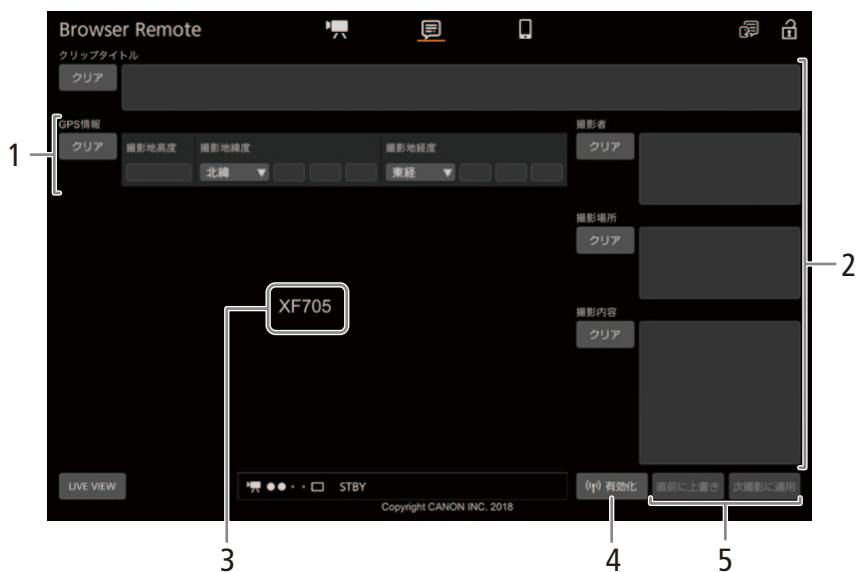 Browser Remote
クリップタイトル
クリア
GPS情報
クリア
撮影地高度
撮影地緯度
撮影地経度
北緯
東経
撮影者
クリア
撮影場所
クリア
撮影内容
クリア
XF705
LIVE VIEW
STBY
有効化
直前に上書き
次撮影に適用
Copyright CANON INC. 2018
1
2
3
4
5